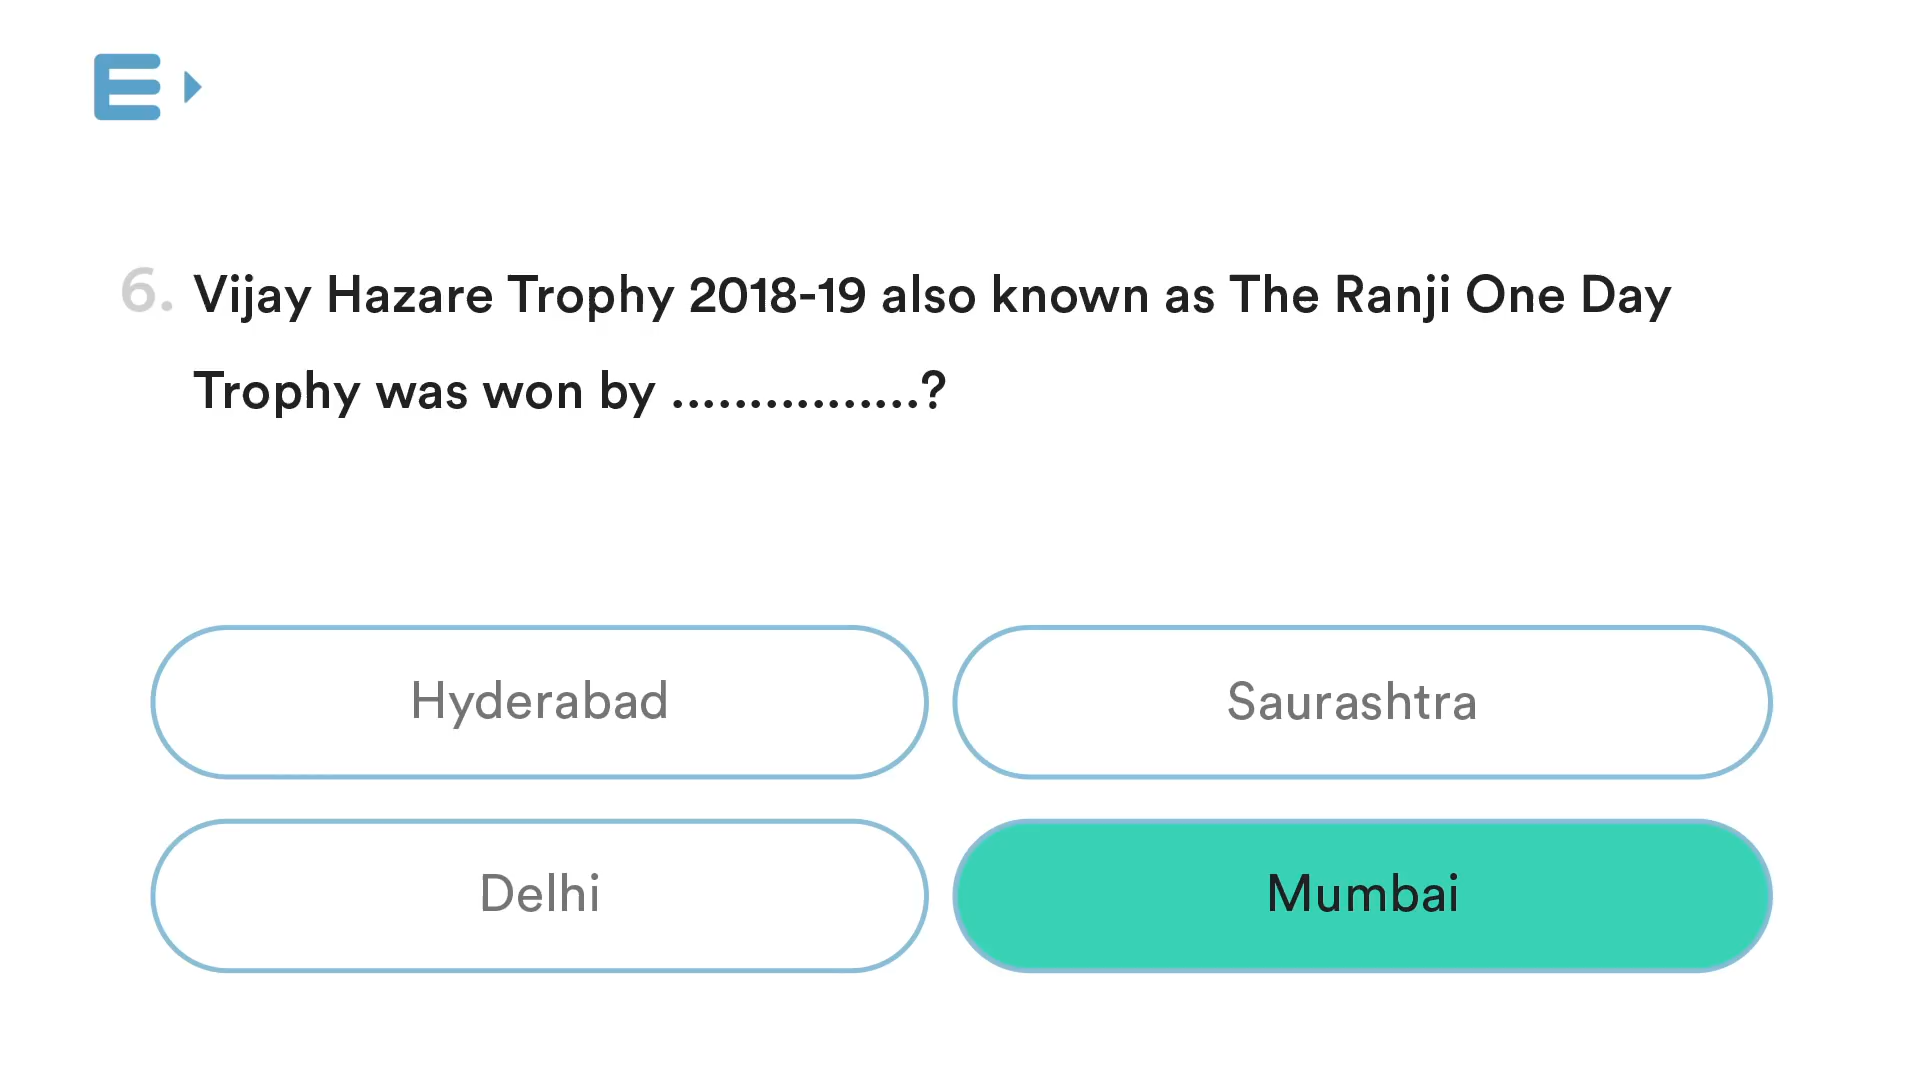 E
6. Vijay Hazare Trophy 2018-19 also known as The Ranji One Day
Trophy was won by ................?
Hyderabad
Saurashtra
Delhi
Mumbai